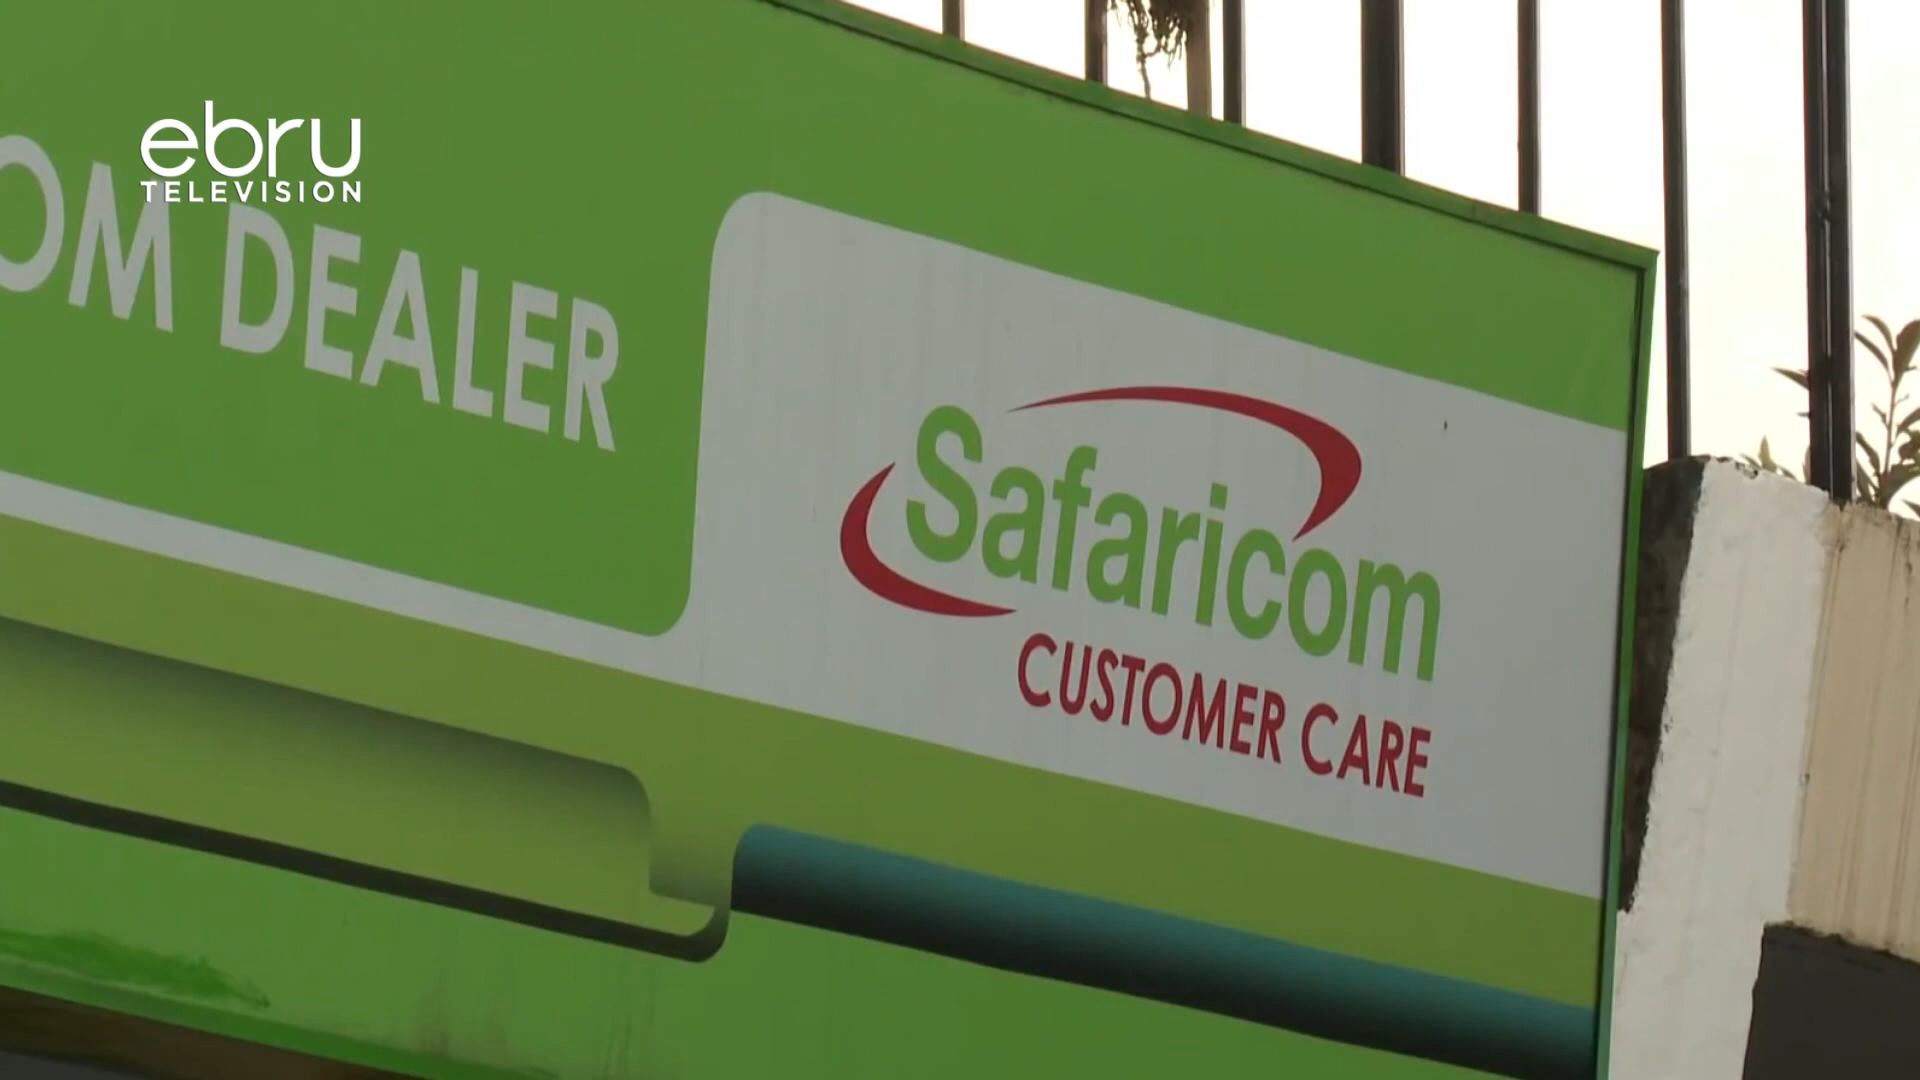 ebru
TELEVISION
OM DEALER
Safaricom
CUSTOMER CARE